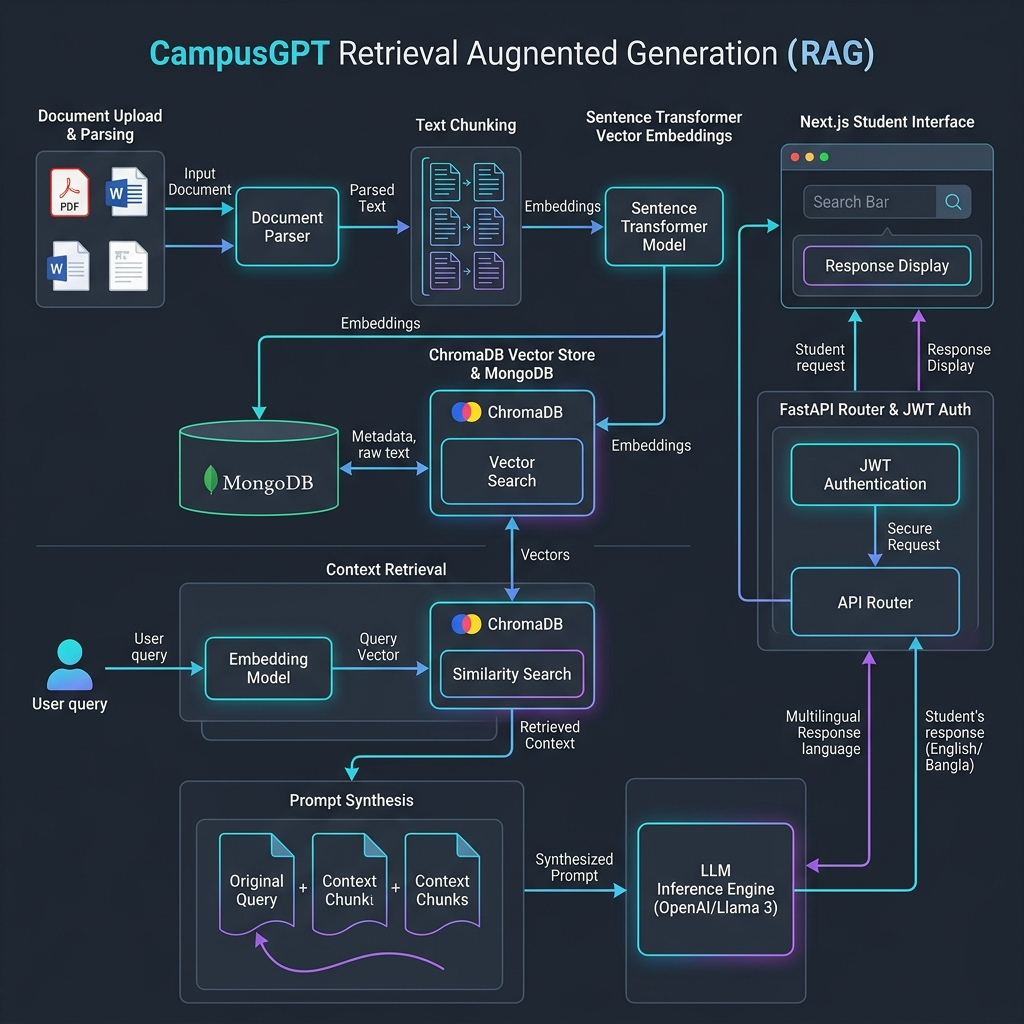 CampusGPT Retrieval Augmented Generation (RAG)
Document Upload
& Parsing
PDF
W
W
Input
Document
Document
Parser
Parsed
Text
Text Chunking
Embeddings
Sentence Transformer
Vector Embeddings
Sentence
Transformer
Model
Next.js Student Interface
Search Bar
Response Display
Student
request
Response
Display
Embeddings
ChromaDB Vector Store
& MongoDB
ChromaDB
Vector
Search
Embeddings
MongoDB
Metadata,
raw text
FastAPI Router & JWT Auth
JWT
Authentication
Secure
Request
API Router
Vectors
Context Retrieval
User
query
User query
Embedding
Model
Query
Vector
ChromaDB
Similarity Search
Retrieved
Context
Multilingual
Response
language
Student's
response
(English/
Bangla)
Prompt Synthesis
Original
Query
+
Context
+
Context
Chunks
Synthesized
Prompt
LLM
Inference Engine
(OpenAI/Llama 3)